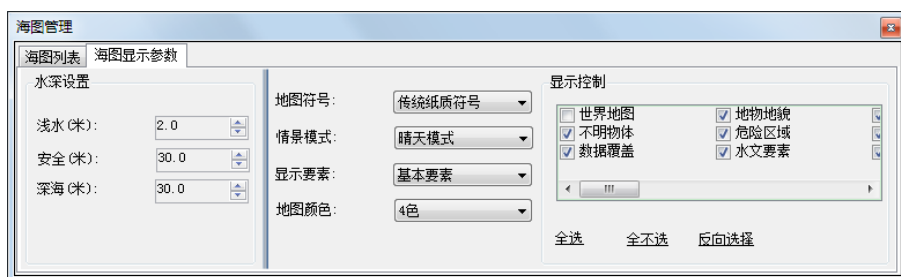 海图管理
海图列表 海图显示参数
水深设置
浅水(米): 2.0
安全(米): 30.0
深海(米): 30.0
地图符号: 传统纸质符号
情景模式: 晴天模式
显示要素: 基本要素
地图颜色: 4色
显示控制
世界地图 地物地貌
不明物体 危险区域
数据覆盖 水文要素
全选 全不选 反向选择